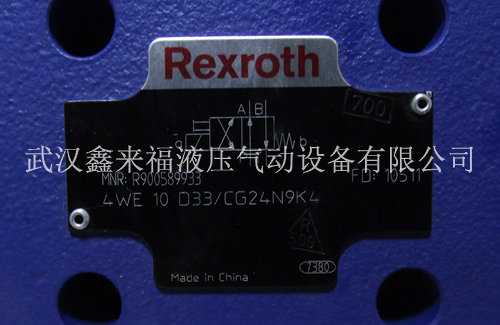 Rexroth
700
A B
a
b
武汉鑫来福液压气动设备有限公司
MNR: R900589933
FD: 10511
4WE 10 D33/CG24N9K4
Made in China
7380